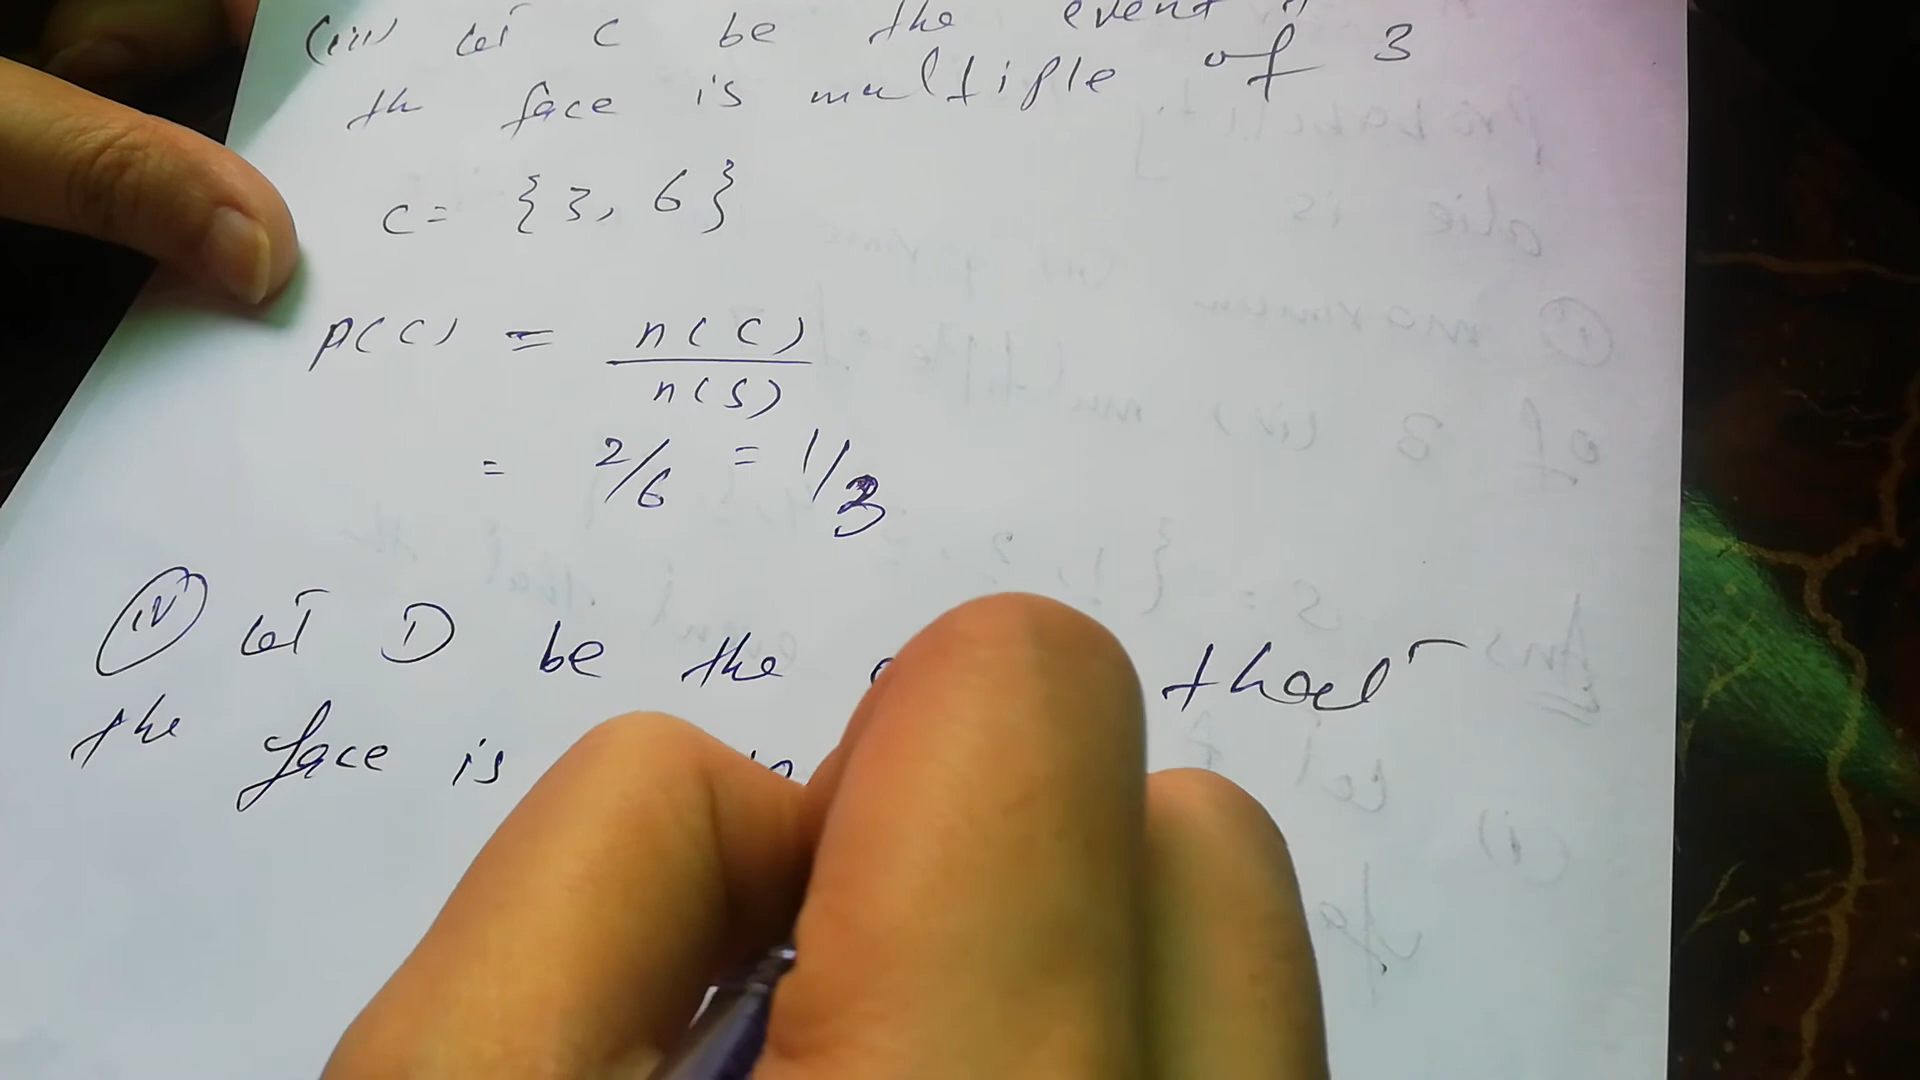 (iii) Let C be the event
the face is multiple of 3
C = {3, 6}
P(C) = n(C)
n(S)
= 2/6 = 1/3
(iv) Let D be the that
the face is